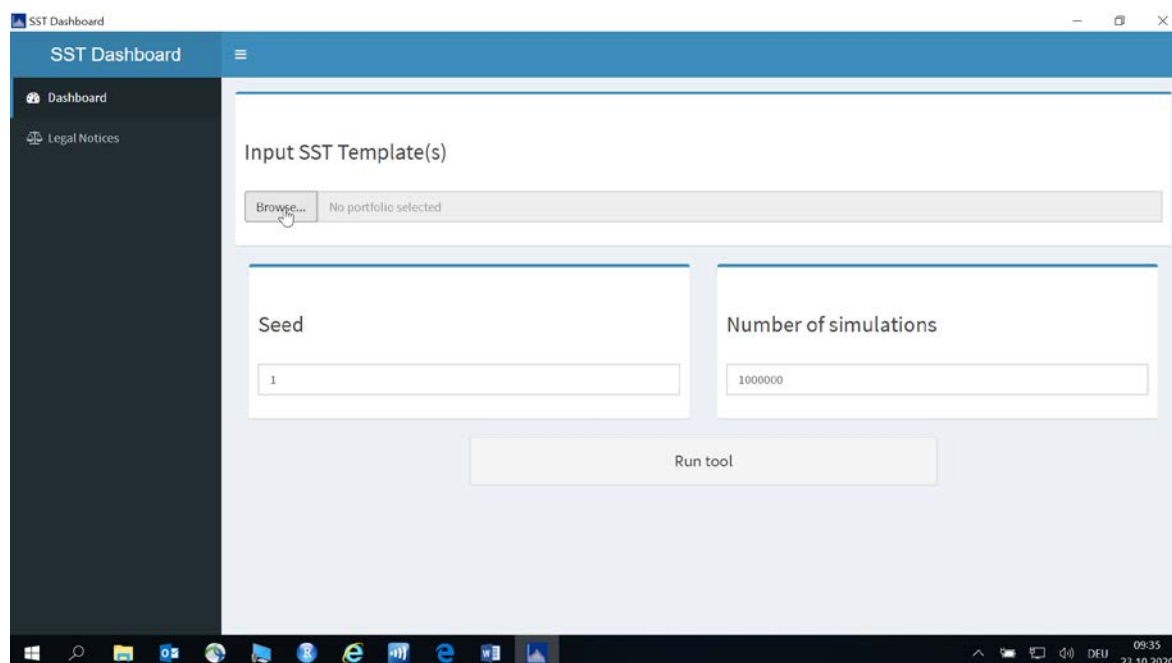 SST Dashboard
SST Dashboard
Dashboard
Legal Notices
Input SST Template(s)
Browse... No portfolio selected
Seed
Number of simulations
1
1000000
Run tool
DEU
09:35